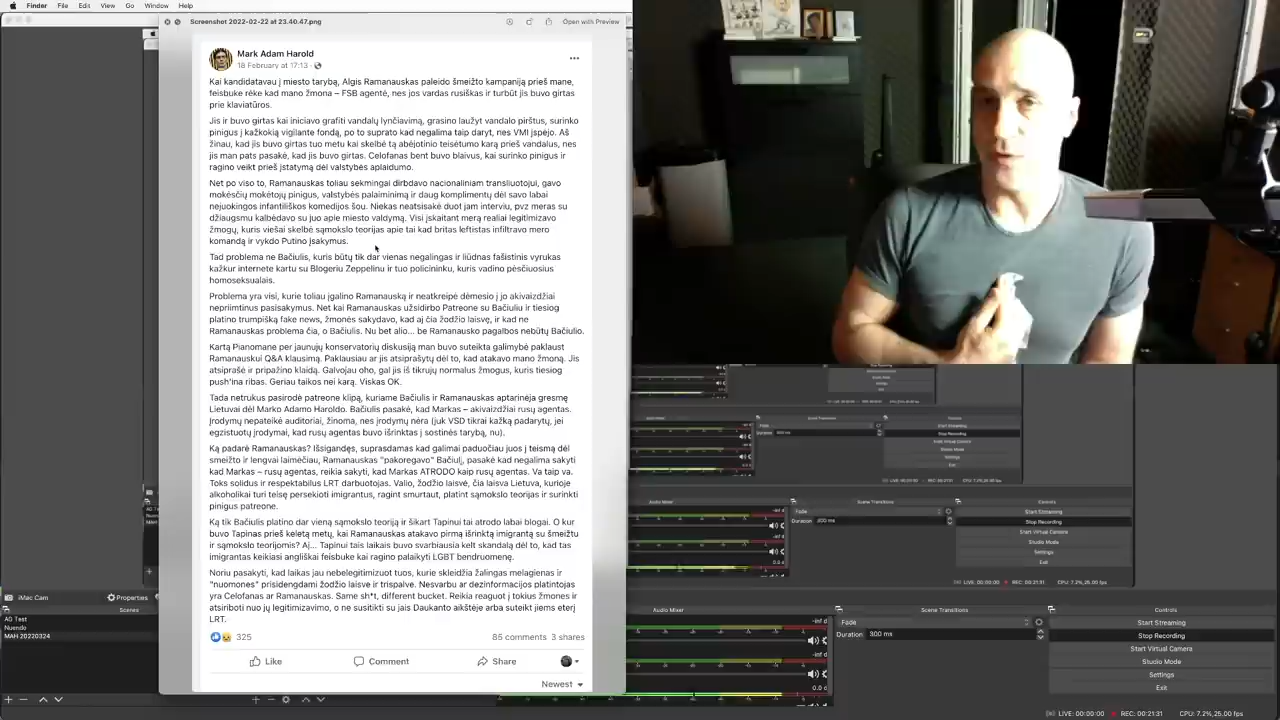 Finder File Edit View Go Window Help
Screenshot 2022-02-22 at 23.40.47.png
Open with Preview
Mark Adam Harold
18 February at 17:13 ·
Kai kandidatavau į miesto tarybą, Algis Ramanauskas paleido šmeižto kampaniją prieš mane,
feisbuke rėkė kad mano žmona – FSB agentė, nes jos vardas rusiškas ir turbūt jis buvo girtas
prie klaviatūros.
Jis ir buvo girtas kai iniciavo grafiti vandalų lynčiavimą, grasino laužyt vandalo pirštus, surinko
pinigus į kažkokią vigilante fondą, po to suprato kad negalima taip daryt, nes VMI įspėjo. Aš
žinau, kad jis buvo girtas tuo metu kai skelbė tą abėjotinio teisėtumo karą prieš vandalus, nes
jis man pats pasakė, kad jis buvo girtas. Celofanas bent buvo blaivus, kai surinko pinigus ir
ragino veikt prieš įstatymą dėl valstybės aplaidumo.
Net po viso to, Ramanauskas toliau sekmingai dirbdavo nacionaliniam transliuotojui, gavo
mokėsčių mokėtojų pinigus, valstybės palaiminimą ir daug komplimentų dėl savo labai
nejuokingos infantiliškos komedijos šou. Niekas neatsisakė duot jam interviu, pvz meras su
džiaugsmu kalbėdavo su juo apie miesto valdymą. Visi įskaitant merą realiai legitimizavo
žmogų, kuris viešai skelbė sąmokslo teorijas apie tai kad britas leftistas infiltravo mero
komandą ir vykdo Putino įsakymus.
Tad problema ne Bačiulis, kuris būtų tik dar vienas negalingas ir liūdnas fašistinis vyrukas
kažkur internete kartu su Blogeriu Zeppelinu ir tuo policininku, kuris vadino pėsčiuosius
homoseksualais.
Problema yra visi, kurie toliau įgalino Ramanauską ir neatkreipė dėmesio į jo akivaizdžiai
nepriimtinus pasisakymus. Net kai Ramanauskas užsidirbo Patreone su Bačiuliu ir tiesiog
platino trumpišką fake news, žmonės sakydavo, kad aj čia žodžio laisvė, ir kad ne
Ramanauskas problema čia, o Bačiulis. Nu bet alio... be Ramanausko pagalbos nebūtų Bačiulio.
Kartą Pianomane per jaunųjų konservatorių diskusiją man buvo suteikta galimybė paklaust
Ramanauskui Q&A klausimą. Paklausiau ar jis atsiprašytų dėl to, kad atakavo mano žmoną. Jis
atsiprašė ir pripažino klaidą. Galvojau oho, gal jis iš tikrųjų normalus žmogus, kuris tiesiog
push'ina ribas. Geriau taikos nei karą. Viskas OK.
Tada netrukus pasirodė patreone klipą, kuriame Bačiulis ir Ramanauskas aptarinėja gresmę
Lietuvai dėl Marko Adamo Haroldo. Bačiulis pasakė, kad Markas – akivaizdžiai rusų agentas.
Įrodymų nepateikė auditoriai, žinoma, nes įrodymų nėra (juk VSD tikrai kažką padarytų, jei
egzistuotų įrodymai, kad rusų agentas buvo išrinktas į sostinės tarybą, nu).
Ką padarė Ramanauskas? Išsigandęs, suprasdamas kad galimai paduočiau juos į teismą dėl
smeižto ir lengvai laimėčiau, Ramanauskas "pakoregavo" Bačiulį, pasakė kad negalima sakyti
kad Markas – rusų agentas, reikia sakyti, kad Markas ATRODO kaip rusų agentas. Va taip va.
Toks solidus ir respektabilus LRT darbuotojas. Valio, žodžio laisvė, čia laisva Lietuva, kurioje
alkoholikai turi teisę persekioti imigrantus, ragint smurtaut, platint sąmokslo teorijas ir surinkti
pinigus patreone.
Ką tik Bačiulis platino dar vieną sąmokslo teoriją ir šikart Tapinui tai atrodo labai blogai. O kur
buvo Tapinas prieš keletą metų, kai Ramanauskas atakavo pirmą išrinktą imigrantą su šmeižtu
ir sąmokslo teorijomis? Aj... Tapinui tais laikais buvo svarbiausia kelt skandalą dėl to, kad tas
imigrantas keikiasi angliškai feisbuke kai ragino palaikyti LGBT bendruomenę.
Noriu pasakyti, kad laikas jau nebelegitimizuot tuos, kurie skleidžia žalingas melagienas ir
"nuomones" prisidengdami žodžio laisve ir trispalve. Nesvarbu ar dezinformacijos platintojas
yra Celofanas ar Ramanauskas. Same sh*t, different bucket. Reikia reaguot į tokius žmones ir
atsiriboti nuo jų legitimizavimo, o ne susitikti su jais Daukanto aikštėje arba suteikt jiems eterį
LRT.
325
85 comments 3 shares
Like Comment Share
Newest
iMac Cam
Properties
Scenes
AG Test
Nuendo
MAH 20220324
Audio Mixer
Scene Transitions
Controls
Fade
Duration 300 ms
Start Streaming
Stop Recording
Start Virtual Camera
Studio Mode
Settings
Exit
LIVE: 00:00:00 REC: 00:21:31 CPU: 7.2%, 25.00 fps